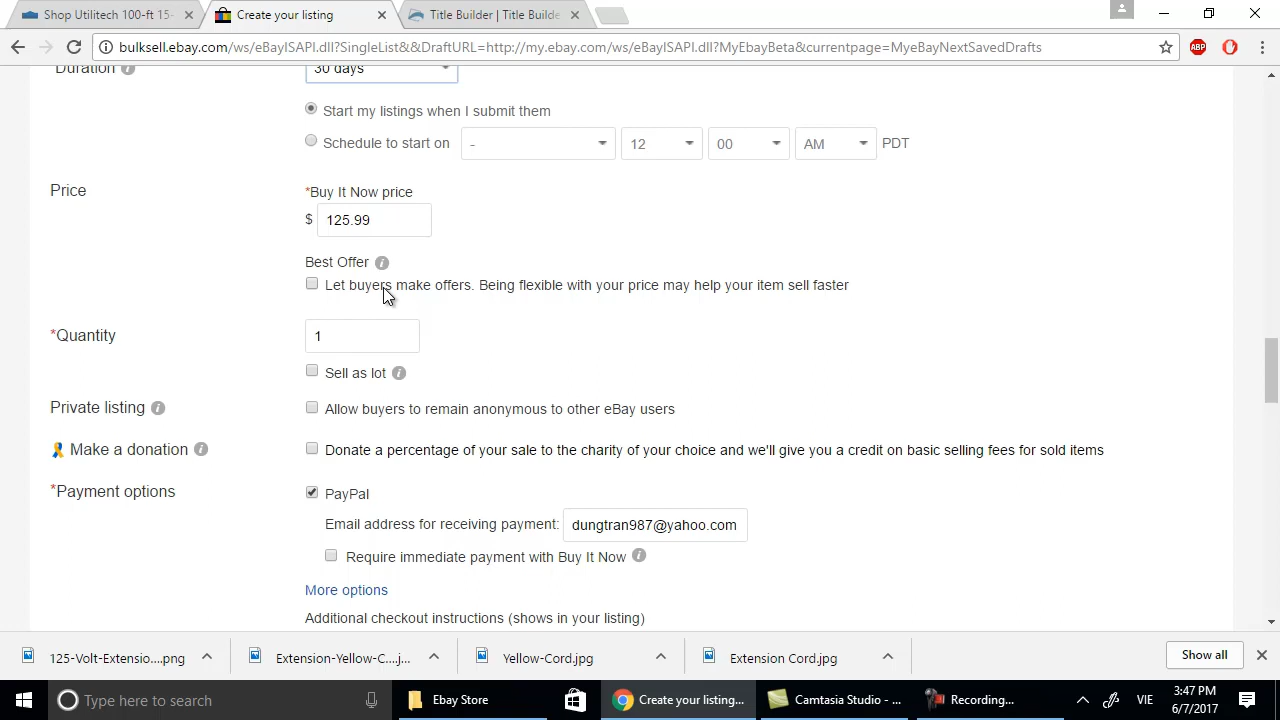 Shop Utilitech 100-ft 15-
Create your listing
Title Builder | Title Builde
bulksell.ebay.com/ws/eBayISAPI.dll?SingleList&&DraftURL=http://my.ebay.com/ws/eBayISAPI.dll?MyEbayBeta&currentpage=MyeBayNextSavedDrafts
ABP
Duration
30 days
Start my listings when I submit them
Schedule to start on - 12 00 AM PDT
Price
*Buy It Now price
$ 125.99
Best Offer
Let buyers make offers. Being flexible with your price may help your item sell faster
*Quantity
1
Sell as lot
Private listing
Allow buyers to remain anonymous to other eBay users
Make a donation
Donate a percentage of your sale to the charity of your choice and we'll give you a credit on basic selling fees for sold items
*Payment options
PayPal
Email address for receiving payment: dungtran987@yahoo.com
Require immediate payment with Buy It Now
More options
Additional checkout instructions (shows in your listing)
125-Volt-Extensio....png
Extension-Yellow-C....j...
Yellow-Cord.jpg
Extension Cord.jpg
Show all
Type here to search
Ebay Store
Create your listing...
Camtasia Studio - ...
Recording...
VIE
3:47 PM
6/7/2017